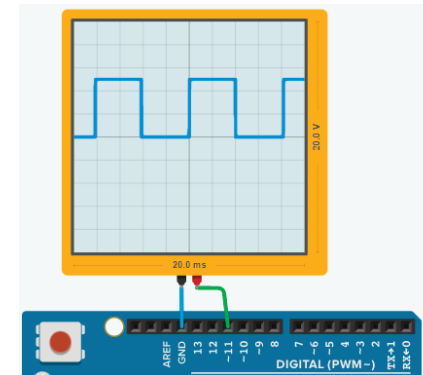 20.0 V
20.0 ms
AREF
GND
13
12
~11
~10
~9
8
7
~6
~5
4
~3
2
TX→1
RX←0
DIGITAL (PWM~)